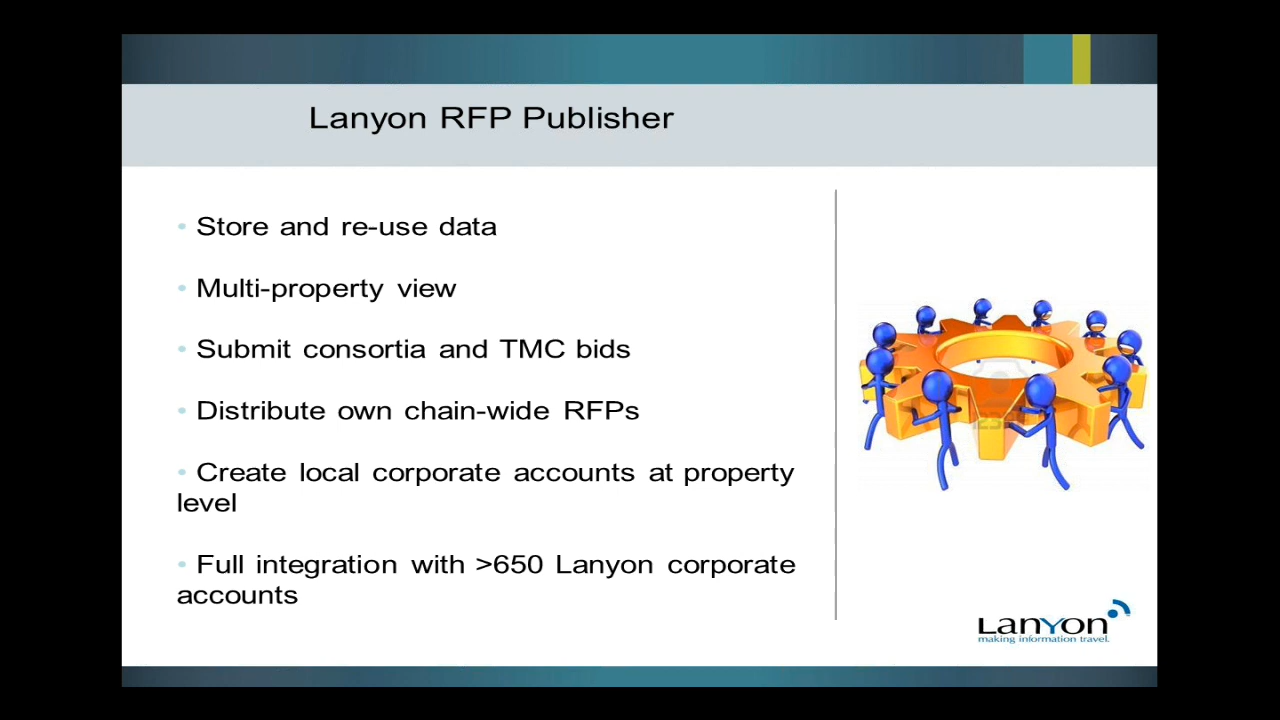 Lanyon RFP Publisher
• Store and re-use data
• Multi-property view
• Submit consortia and TMC bids
• Distribute own chain-wide RFPs
• Create local corporate accounts at property
level
• Full integration with >650 Lanyon corporate
accounts
Lanyon
making information travel.